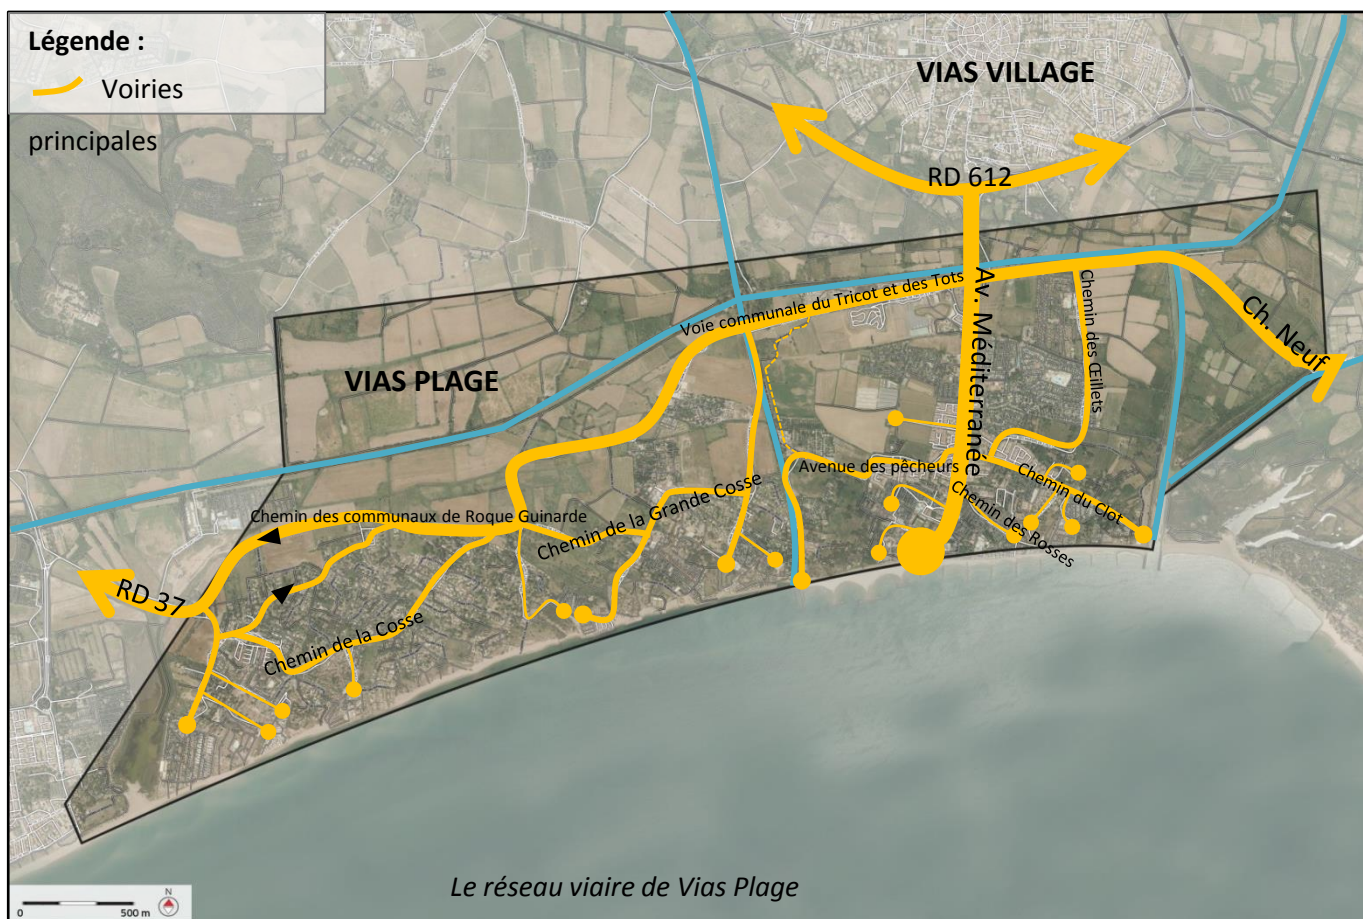 Légende :
Voiries
principales
VIAS VILLAGE
RD 612
Av. Méditerranée
Voie communale du Tricot et des Tots
Chemin des Œillets
Ch. Neuf
VIAS PLAGE
Avenue des pêcheurs
Chemin du Clot
Chemin des Rosses
Chemin de la Grande Cosse
Chemin des communaux de Roque Guinarde
RD 37
Chemin de la Cosse
Le réseau viaire de Vias Plage
N
0 500 m